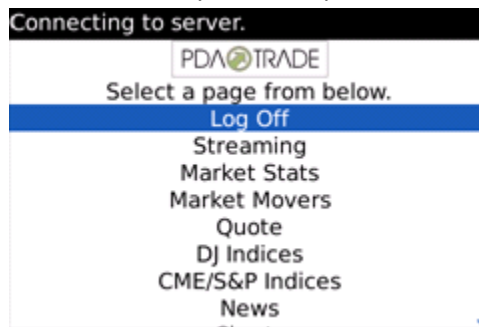 Connecting to server.
PDA TRADE
Select a page from below.
Log Off
Streaming
Market Stats
Market Movers
Quote
DJ Indices
CME/S&P Indices
News